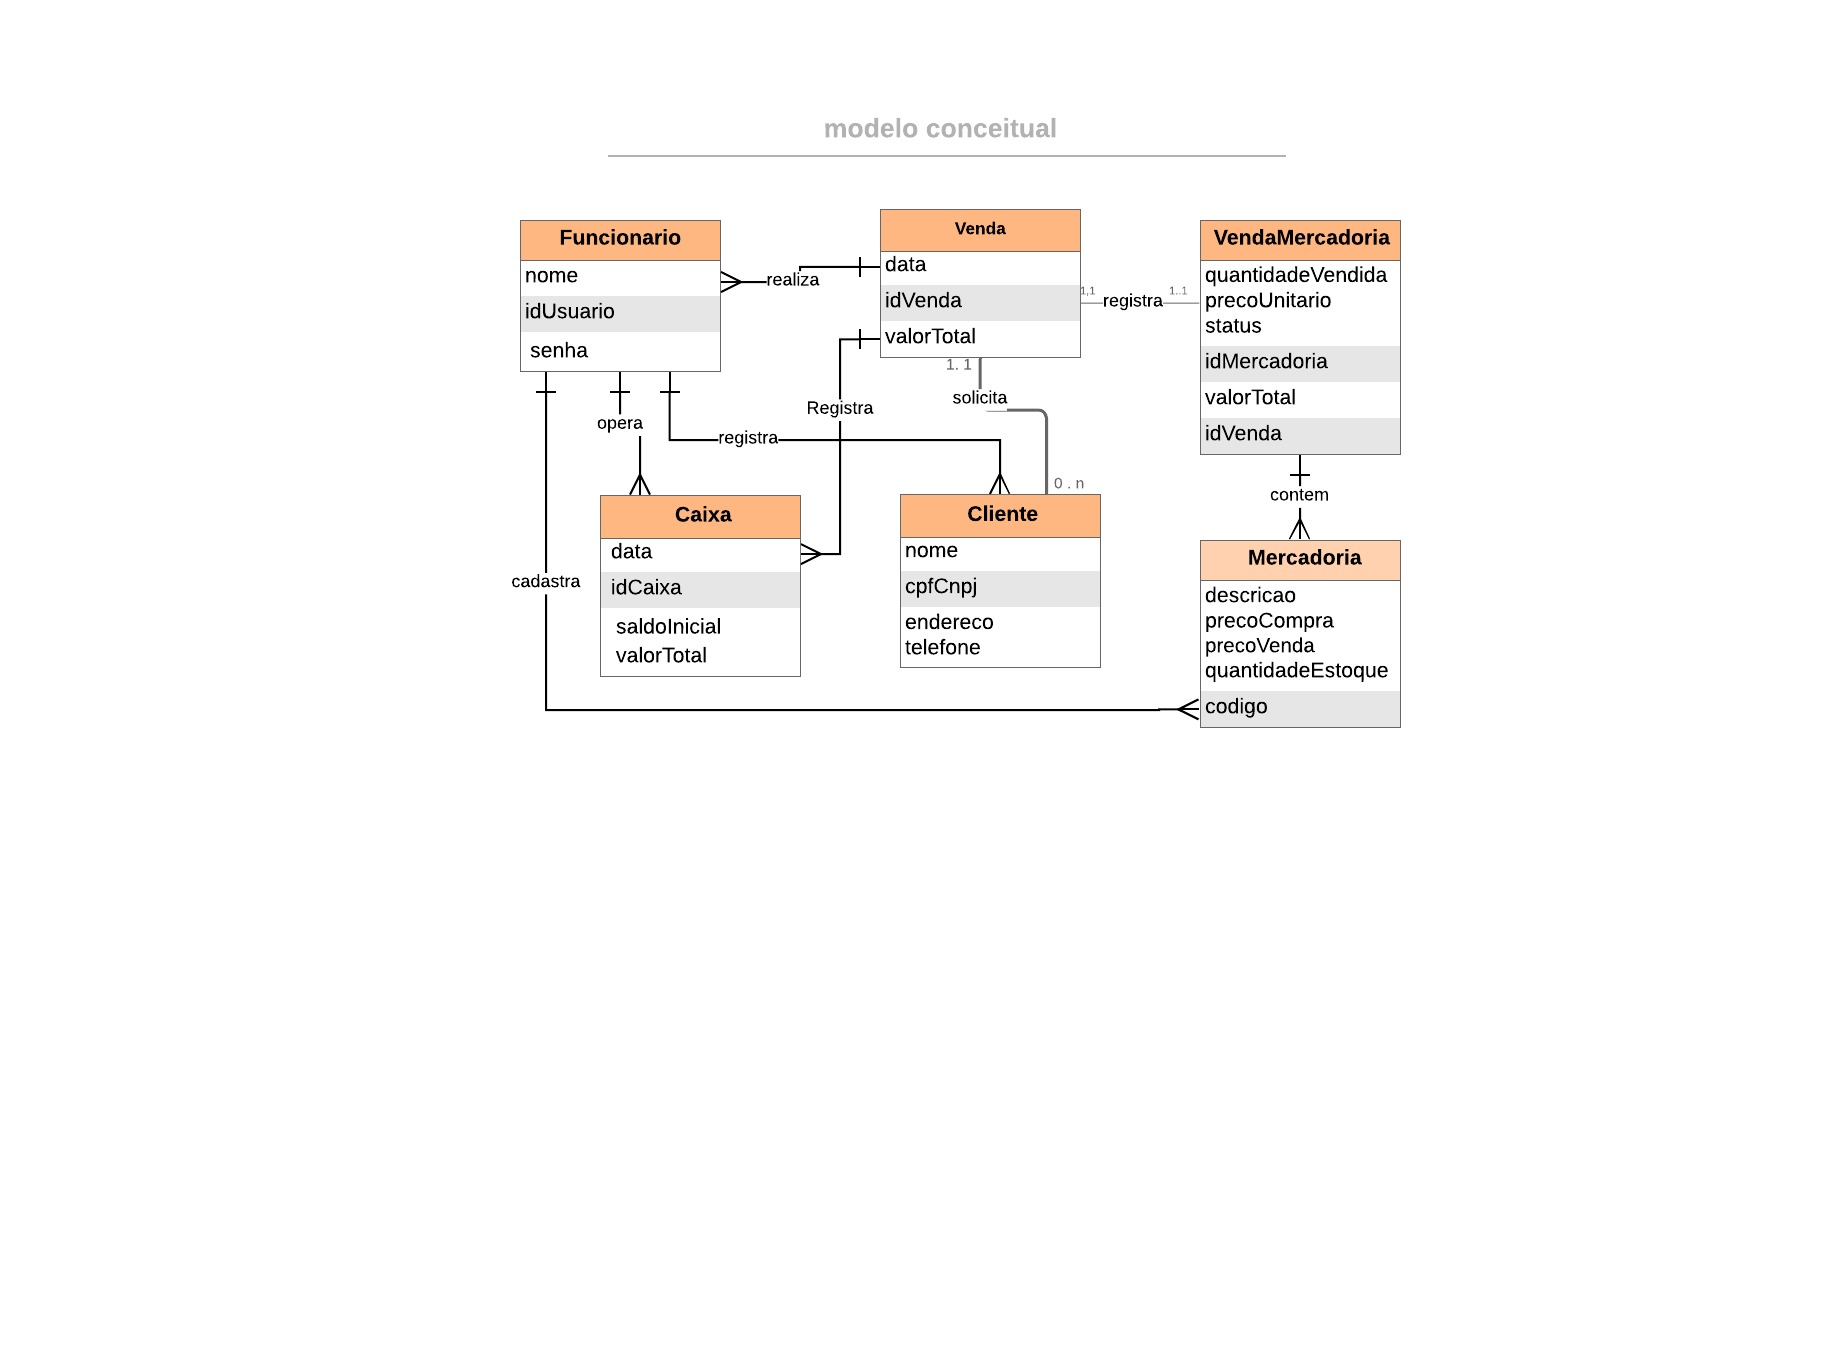 modelo conceitual
Funcionario
nome
idUsuario
senha
realiza
Venda
data
idVenda
valorTotal
1,1
registra
1..1
VendaMercadoria
quantidadeVendida
precoUnitario
status
idMercadoria
valorTotal
idVenda
1. 1
solicita
0 . n
Registra
opera
registra
contem
cadastra
Caixa
data
idCaixa
saldoInicial
valorTotal
Cliente
nome
cpfCnpj
endereco
telefone
Mercadoria
descricao
precoCompra
precoVenda
quantidadeEstoque
codigo